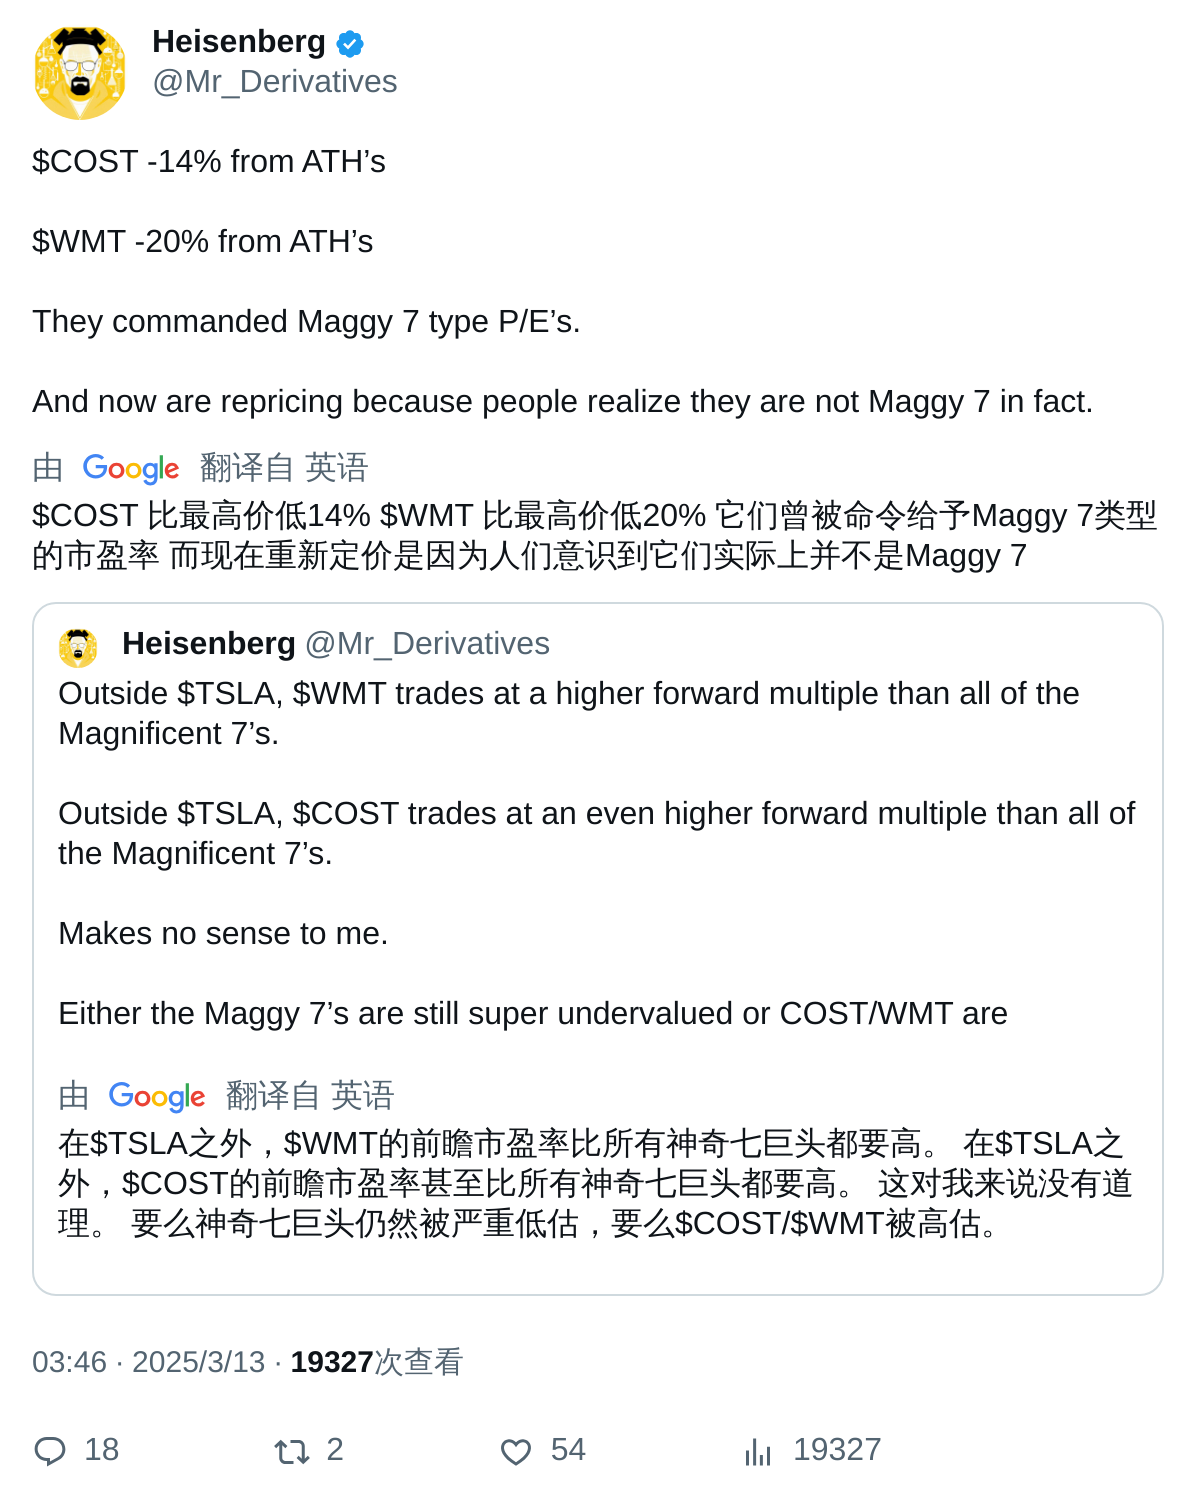 Heisenberg
@Mr_Derivatives
$COST -14% from ATH’s
$WMT -20% from ATH’s
They commanded Maggy 7 type P/E’s.
And now are repricing because people realize they are not Maggy 7 in fact.
由 Google 翻译自 英语
$COST 比最高价低14% $WMT 比最高价低20% 它们曾被命令给予Maggy 7类型
的市盈率 而现在重新定价是因为人们意识到它们实际上并不是Maggy 7
Heisenberg @Mr_Derivatives
Outside $TSLA, $WMT trades at a higher forward multiple than all of the
Magnificent 7’s.
Outside $TSLA, $COST trades at an even higher forward multiple than all of
the Magnificent 7’s.
Makes no sense to me.
Either the Maggy 7’s are still super undervalued or COST/WMT are
由 Google 翻译自 英语
在$TSLA之外，$WMT的前瞻市盈率比所有神奇七巨头都要高。 在$TSLA之
外，$COST的前瞻市盈率甚至比所有神奇七巨头都要高。 这对我来说没有道
理。 要么神奇七巨头仍然被严重低估，要么$COST/$WMT被高估。
03:46 · 2025/3/13 · 19327次查看
18 2 54 19327